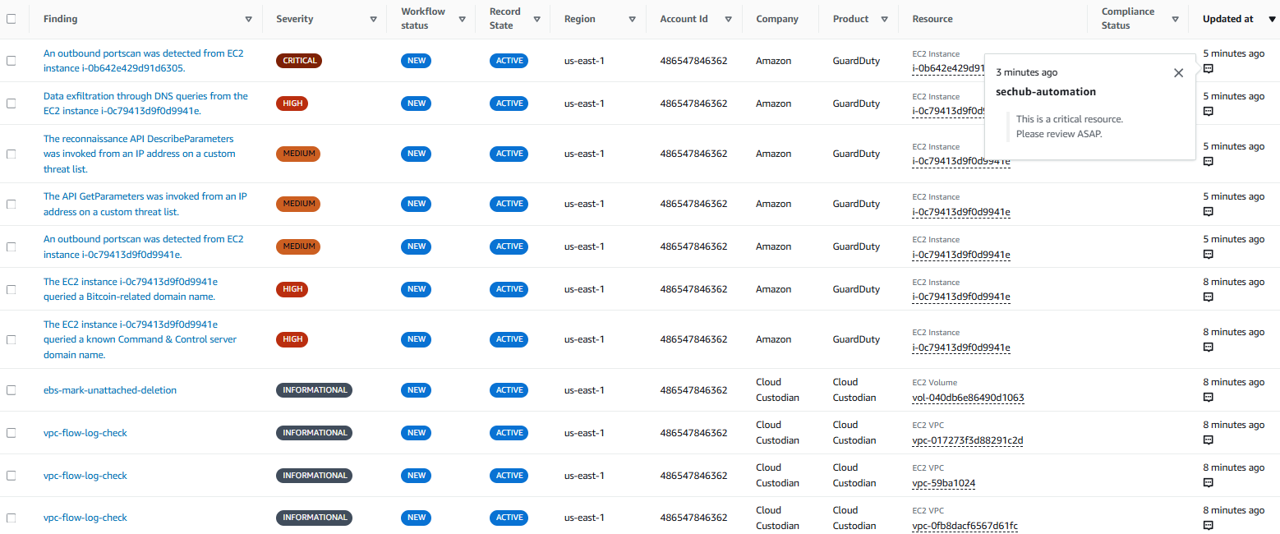 Finding Severity Workflow status Record State Region Account Id Company Product Resource Compliance Status Updated at
An outbound portscan was detected from EC2 instance i-0b642e429d91d6305. CRITICAL NEW ACTIVE us-east-1 486547846362 Amazon GuardDuty EC2 Instance 5 minutes ago
3 minutes ago
sechub-automation
This is a critical resource.
Please review ASAP.
Data exfiltration through DNS queries from the EC2 instance i-0c79413d9f0d9941e. HIGH NEW ACTIVE us-east-1 486547846362 Amazon GuardDuty EC2 Instance 5 minutes ago
The reconnaissance API DescribeParameters was invoked from an IP address on a custom threat list. MEDIUM NEW ACTIVE us-east-1 486547846362 Amazon GuardDuty EC2 Instance i-0c79413d9f0d9941e 5 minutes ago
The API GetParameters was invoked from an IP address on a custom threat list. MEDIUM NEW ACTIVE us-east-1 486547846362 Amazon GuardDuty EC2 Instance i-0c79413d9f0d9941e 5 minutes ago
An outbound portscan was detected from EC2 instance i-0c79413d9f0d9941e. MEDIUM NEW ACTIVE us-east-1 486547846362 Amazon GuardDuty EC2 Instance i-0c79413d9f0d9941e 5 minutes ago
The EC2 instance i-0c79413d9f0d9941e queried a Bitcoin-related domain name. HIGH NEW ACTIVE us-east-1 486547846362 Amazon GuardDuty EC2 Instance i-0c79413d9f0d9941e 8 minutes ago
The EC2 instance i-0c79413d9f0d9941e queried a known Command & Control server domain name. HIGH NEW ACTIVE us-east-1 486547846362 Amazon GuardDuty EC2 Instance i-0c79413d9f0d9941e 8 minutes ago
ebs-mark-unattached-deletion INFORMATIONAL NEW ACTIVE us-east-1 486547846362 Cloud Custodian Cloud Custodian EC2 Volume vol-040db6e86490d1063 8 minutes ago
vpc-flow-log-check INFORMATIONAL NEW ACTIVE us-east-1 486547846362 Cloud Custodian Cloud Custodian EC2 VPC vpc-017273f3d88291c2d 8 minutes ago
vpc-flow-log-check INFORMATIONAL NEW ACTIVE us-east-1 486547846362 Cloud Custodian Cloud Custodian EC2 VPC vpc-59ba1024 8 minutes ago
vpc-flow-log-check INFORMATIONAL NEW ACTIVE us-east-1 486547846362 Cloud Custodian Cloud Custodian EC2 VPC vpc-0fb8dacf6567d61fc 8 minutes ago